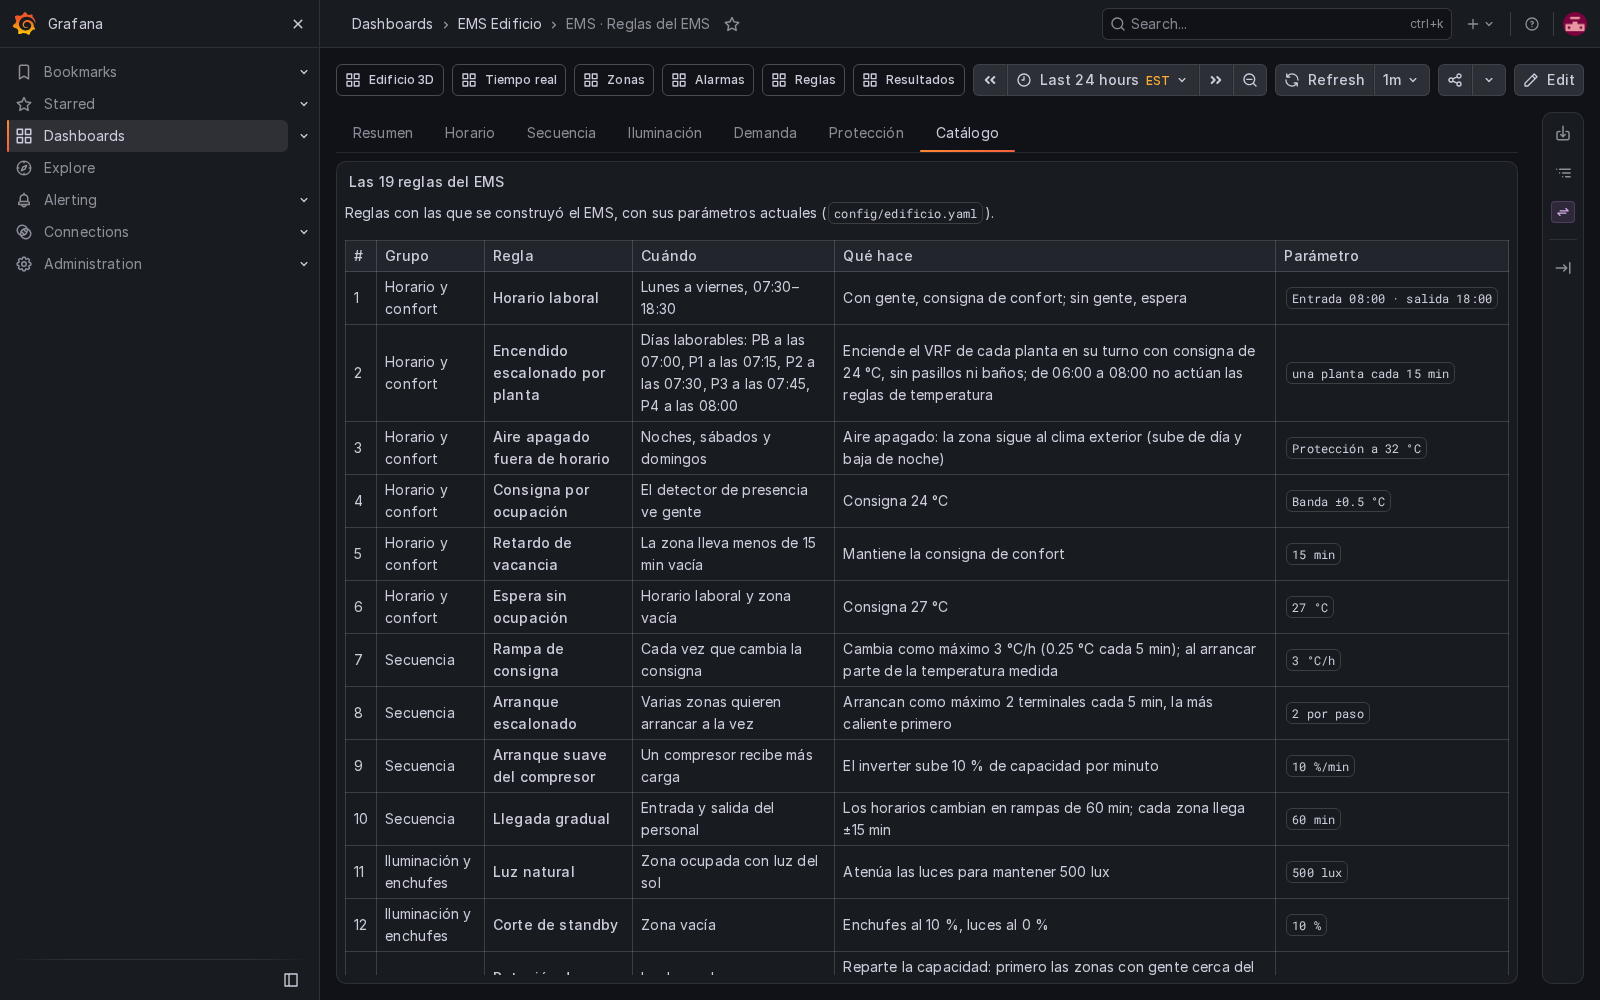 Grafana
Dashboards > EMS Edificio > EMS · Reglas del EMS
Search...
ctrl+k
Bookmarks
Starred
Dashboards
Explore
Alerting
Connections
Administration
Edificio 3D
Tiempo real
Zonas
Alarmas
Reglas
Resultados
Last 24 hours EST
Refresh
1m
Edit
Resumen
Horario
Secuencia
Iluminación
Demanda
Protección
Catálogo
Las 19 reglas del EMS
Reglas con las que se construyó el EMS, con sus parámetros actuales ( config/edificio.yaml ).
# Grupo Regla Cuándo Qué hace Parámetro
1
Horario y
confort
Horario laboral
Lunes a viernes, 07:30–
18:30
Con gente, consigna de confort; sin gente, espera
Entrada 08:00 · salida 18:00
2
Horario y
confort
Encendido
escalonado por
planta
Días laborables: PB a las
07:00, P1 a las 07:15, P2 a
las 07:30, P3 a las 07:45,
P4 a las 08:00
Enciende el VRF de cada planta en su turno con consigna de
24 °C, sin pasillos ni baños; de 06:00 a 08:00 no actúan las
reglas de temperatura
una planta cada 15 min
3
Horario y
confort
Aire apagado
fuera de horario
Noches, sábados y
domingos
Aire apagado: la zona sigue al clima exterior (sube de día y
baja de noche)
Protección a 32 °C
4
Horario y
confort
Consigna por
ocupación
El detector de presencia
ve gente
Consigna 24 °C
Banda ±0.5 °C
5
Horario y
confort
Retardo de
vacancia
La zona lleva menos de 15
min vacía
Mantiene la consigna de confort
15 min
6
Horario y
confort
Espera sin
ocupación
Horario laboral y zona
vacía
Consigna 27 °C
27 °C
7
Secuencia
Rampa de
consigna
Cada vez que cambia la
consigna
Cambia como máximo 3 °C/h (0.25 °C cada 5 min); al arrancar
parte de la temperatura medida
3 °C/h
8
Secuencia
Arranque
escalonado
Varias zonas quieren
arrancar a la vez
Arrancan como máximo 2 terminales cada 5 min, la más
caliente primero
2 por paso
9
Secuencia
Arranque suave
del compresor
Un compresor recibe más
carga
El inverter sube 10 % de capacidad por minuto
10 %/min
10
Secuencia
Llegada gradual
Entrada y salida del
personal
Los horarios cambian en rampas de 60 min; cada zona llega
±15 min
60 min
11
Iluminación y
enchufes
Luz natural
Zona ocupada con luz del
sol
Atenúa las luces para mantener 500 lux
500 lux
12
Iluminación y
enchufes
Corte de standby
Zona vacía
Enchufes al 10 %, luces al 0 %
10 %
Reparte la capacidad: primero las zonas con gente cerca del